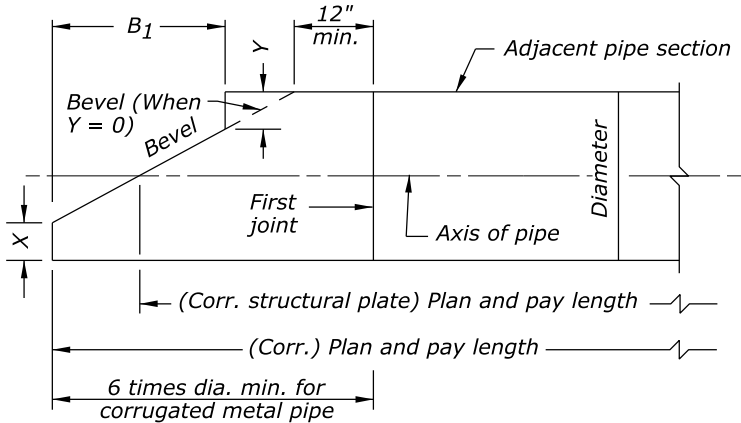 B1
12"
min.
Y
Adjacent pipe section
Bevel (When
Y = 0)
Bevel
Diameter
First
joint
Axis of pipe
X
(Corr. structural plate) Plan and pay length
(Corr.) Plan and pay length
6 times dia. min. for
corrugated metal pipe